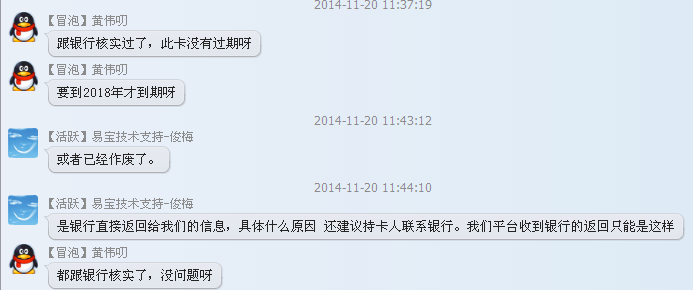 2014-11-20 11:37:19
【冒泡】黄伟叨
跟银行核实过了，此卡没有过期呀
【冒泡】黄伟叨
要到2018年才到期呀
2014-11-20 11:43:12
【活跃】易宝技术支持-俊梅
或者已经作废了。
2014-11-20 11:44:10
【活跃】易宝技术支持-俊梅
是银行直接返回给我们的信息，具体什么原因 还建议持卡人联系银行。我们平台收到银行的返回只能是这样
【冒泡】黄伟叨
都跟银行核实了，没问题呀